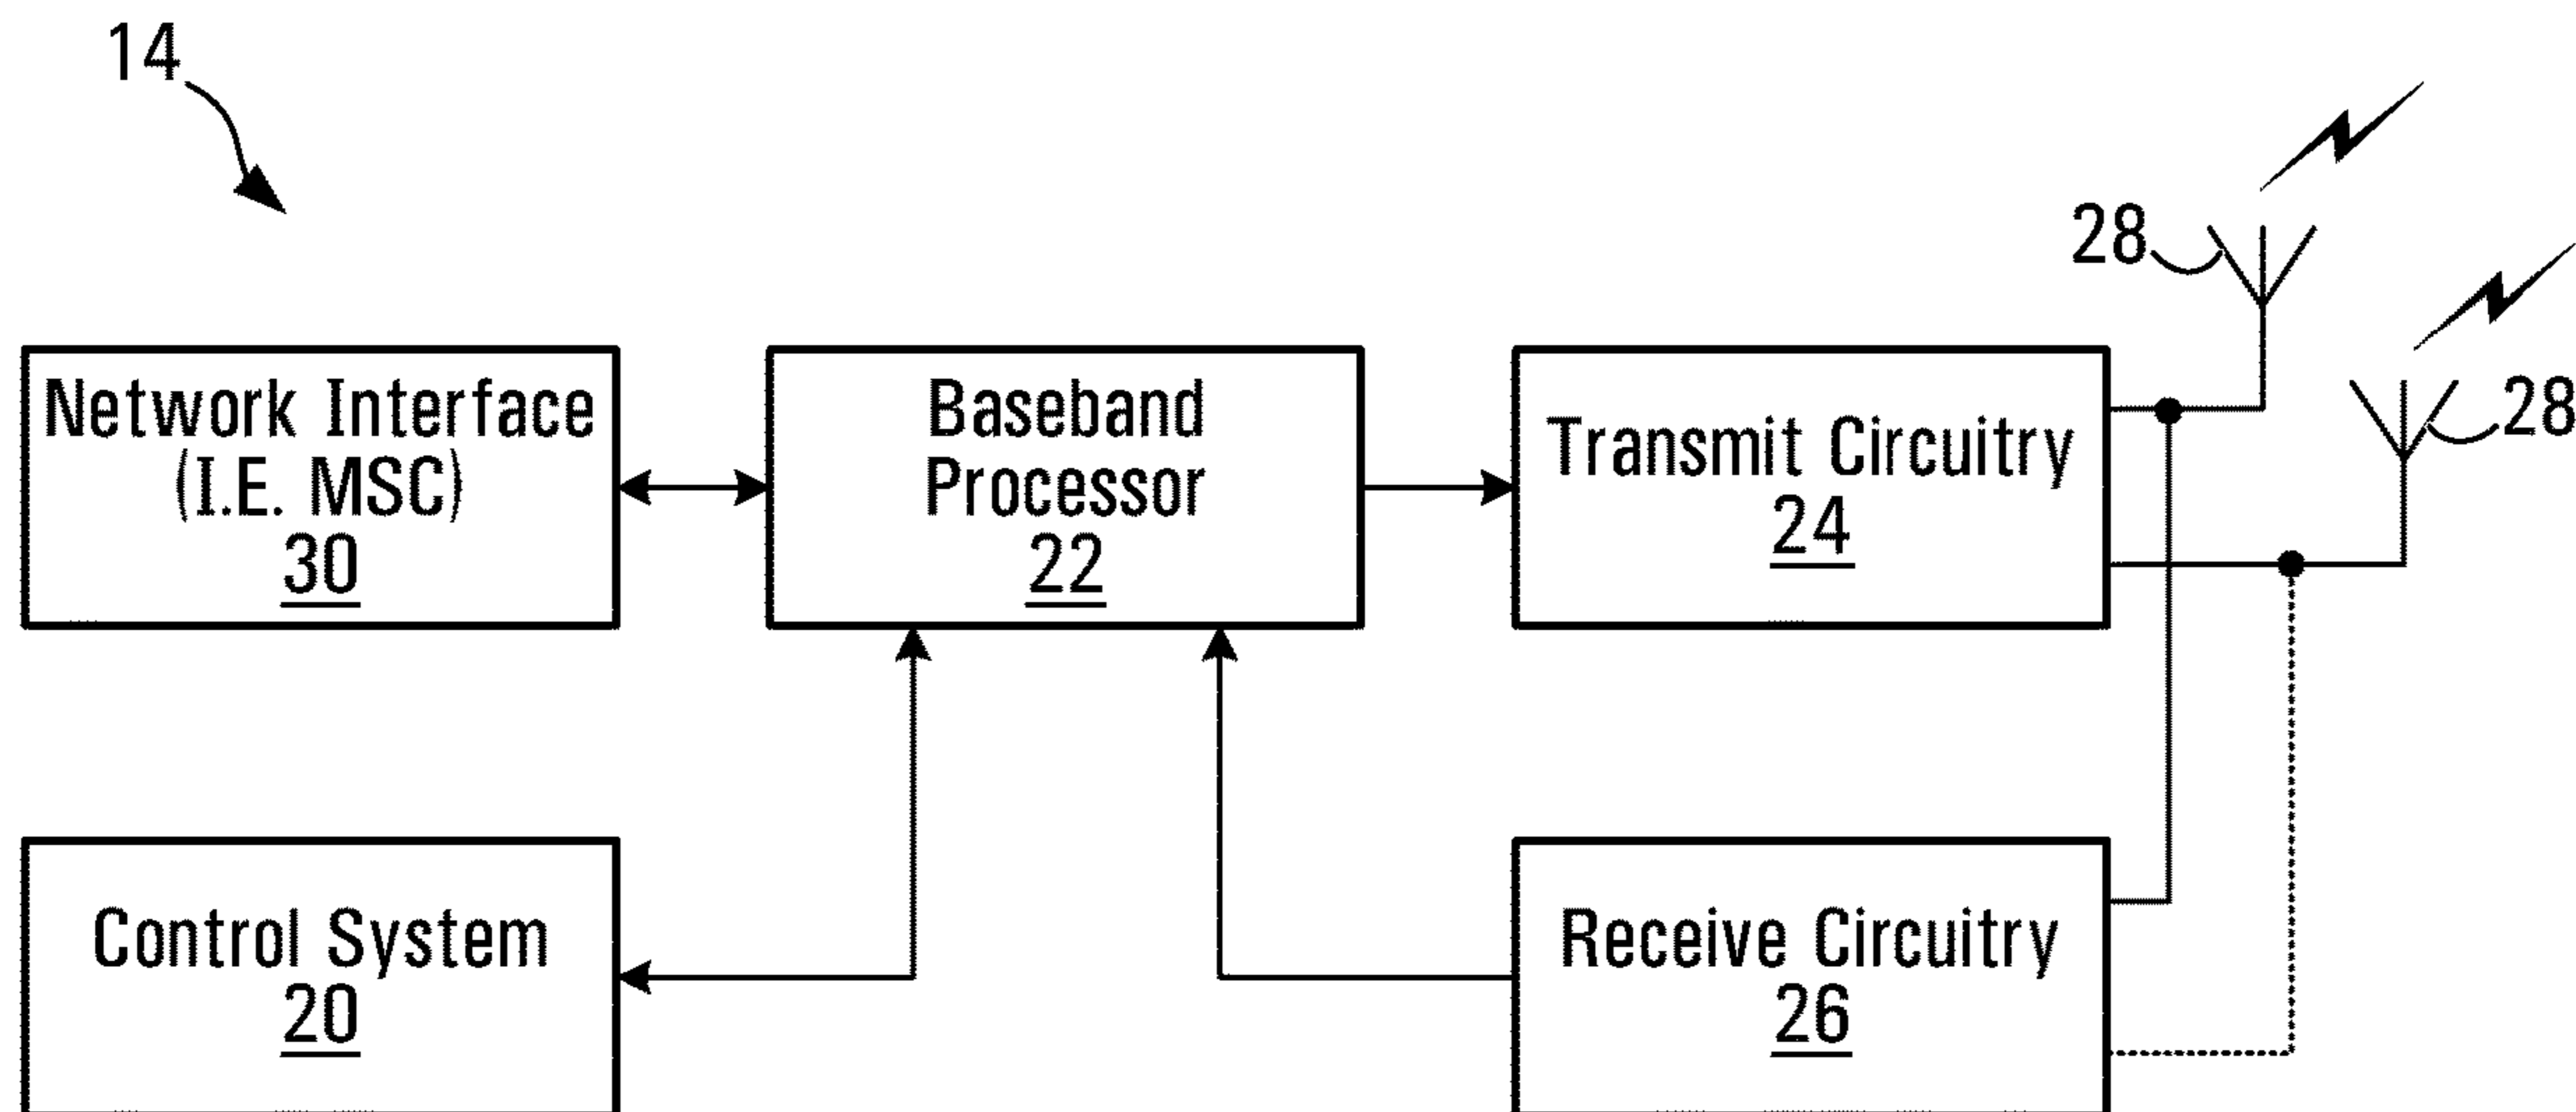 14
28
28
Network Interface
(I.E. MSC)
30
Baseband
Processor
22
Transmit Circuitry
24
Control System
20
Receive Circuitry
26